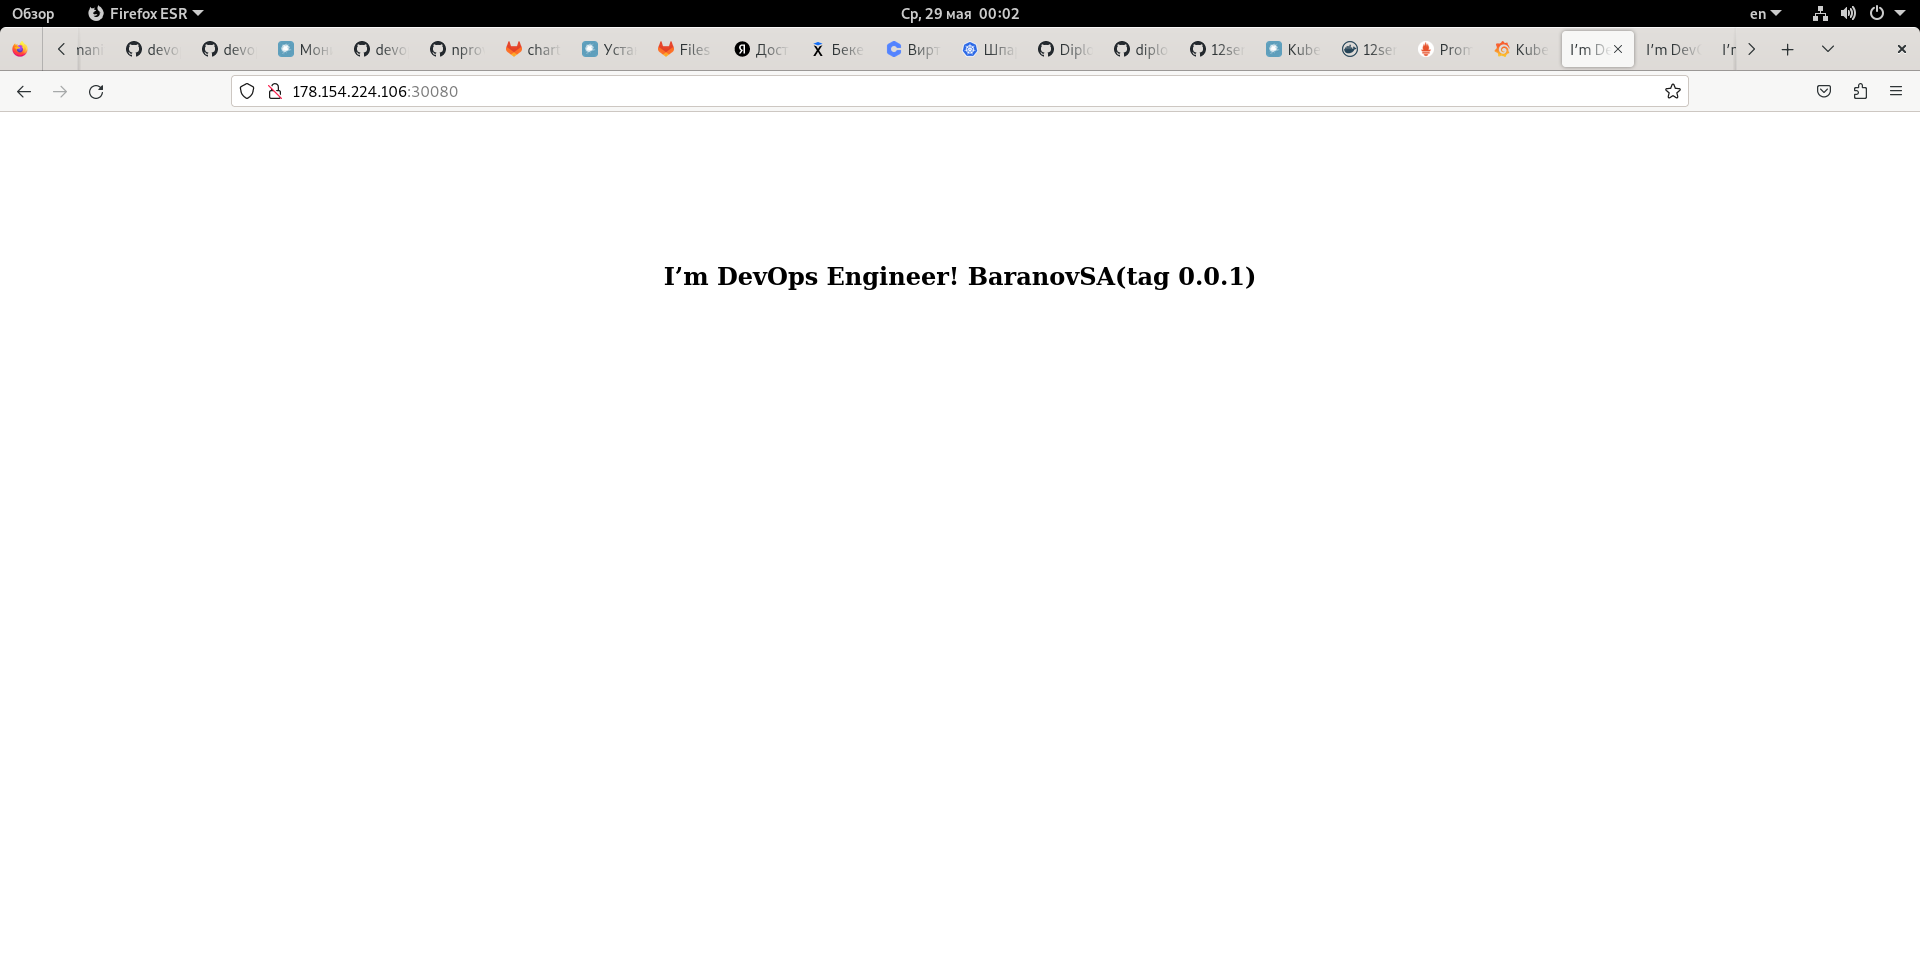 Обзор Firefox ESR Ср, 29 мая 00:02 en
devo devo Мон devo npro chart Уста Files Дост Беке Вирт Шпа Diplo diplo 12se Kube 12se Prom Kube I’m De I’m Dev I’m
178.154.224.106:30080
I’m DevOps Engineer! BaranovSA(tag 0.0.1)